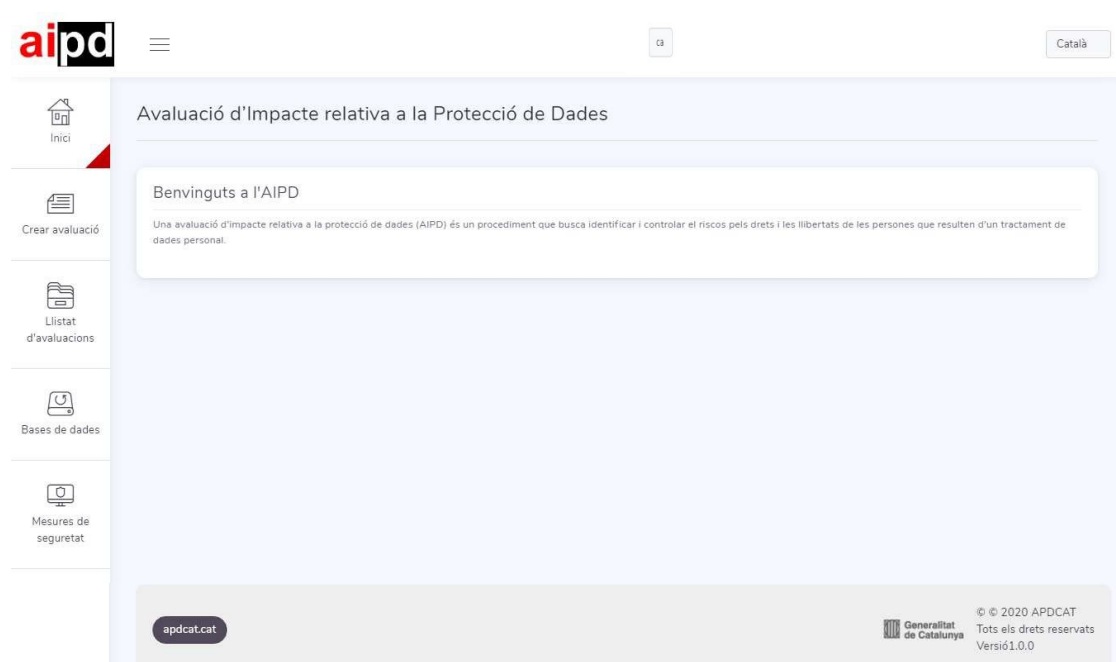 aipd
ca
Català
Inici
Crear avaluació
Llistat
d'avaluacions
Bases de dades
Mesures de
seguretat
Avaluació d'Impacte relativa a la Protecció de Dades
Benvinguts a l'AIPD
Una avaluació d'impacte relativa a la protecció de dades (AIPD) és un procediment que busca identificar i controlar el riscos pels drets i les llibertats de les persones que resulten d'un tractament de
dades personal.
apdcat.cat
Generalitat
de Catalunya
© © 2020 APDCAT
Tots els drets reservats
Versió1.0.0